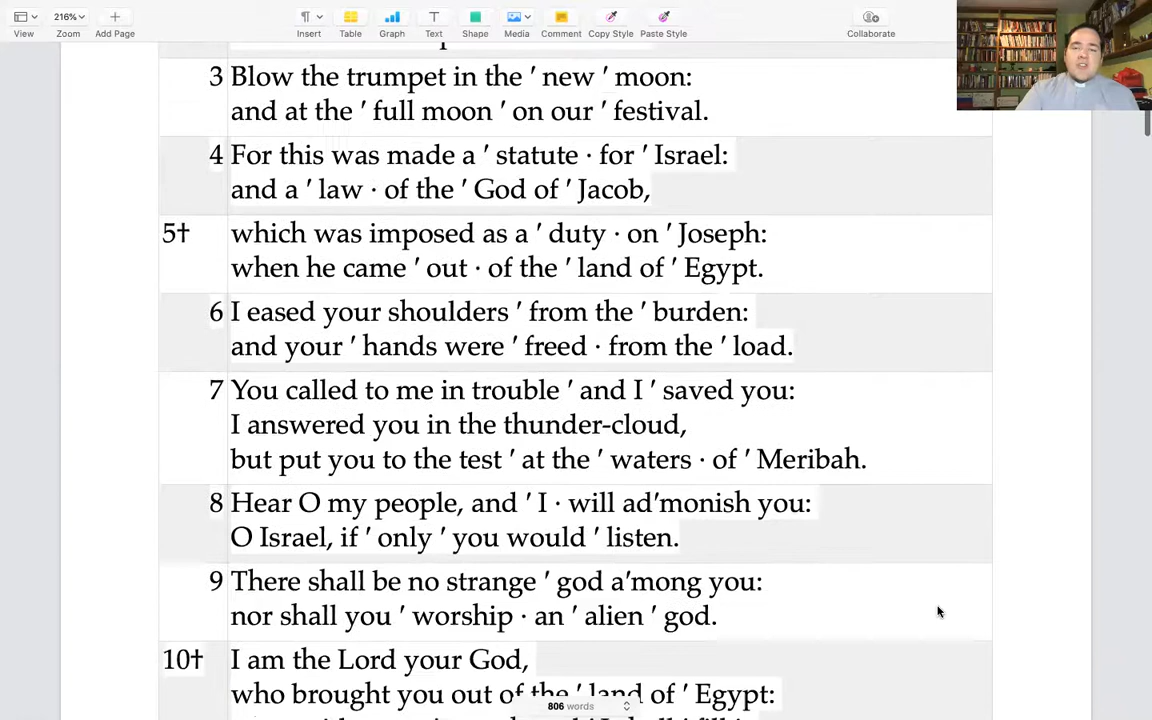 216%
View
Zoom
Add Page
Insert
Table
Graph
Text
Shape
Media
Comment
Copy Style
Paste Style
Collaborate
3 Blow the trumpet in the ′ new ′ moon:
and at the ′ full moon ′ on our ′ festival.
4 For this was made a ′ statute · for ′ Israel:
and a ′ law · of the ′ God of ′ Jacob,
5† which was imposed as a ′ duty · on ′ Joseph:
when he came ′ out · of the ′ land of ′ Egypt.
6 I eased your shoulders ′ from the ′ burden:
and your ′ hands were ′ freed · from the ′ load.
7 You called to me in trouble ′ and I ′ saved you:
I answered you in the thunder-cloud,
but put you to the test ′ at the ′ waters · of ′ Meribah.
8 Hear O my people, and ′ I · will ad′monish you:
O Israel, if ′ only ′ you would ′ listen.
9 There shall be no strange ′ god a′mong you:
nor shall you ′ worship · an ′ alien ′ god.
10† I am the Lord your God,
who brought you out of the ′ land of ′ Egypt:
806 words